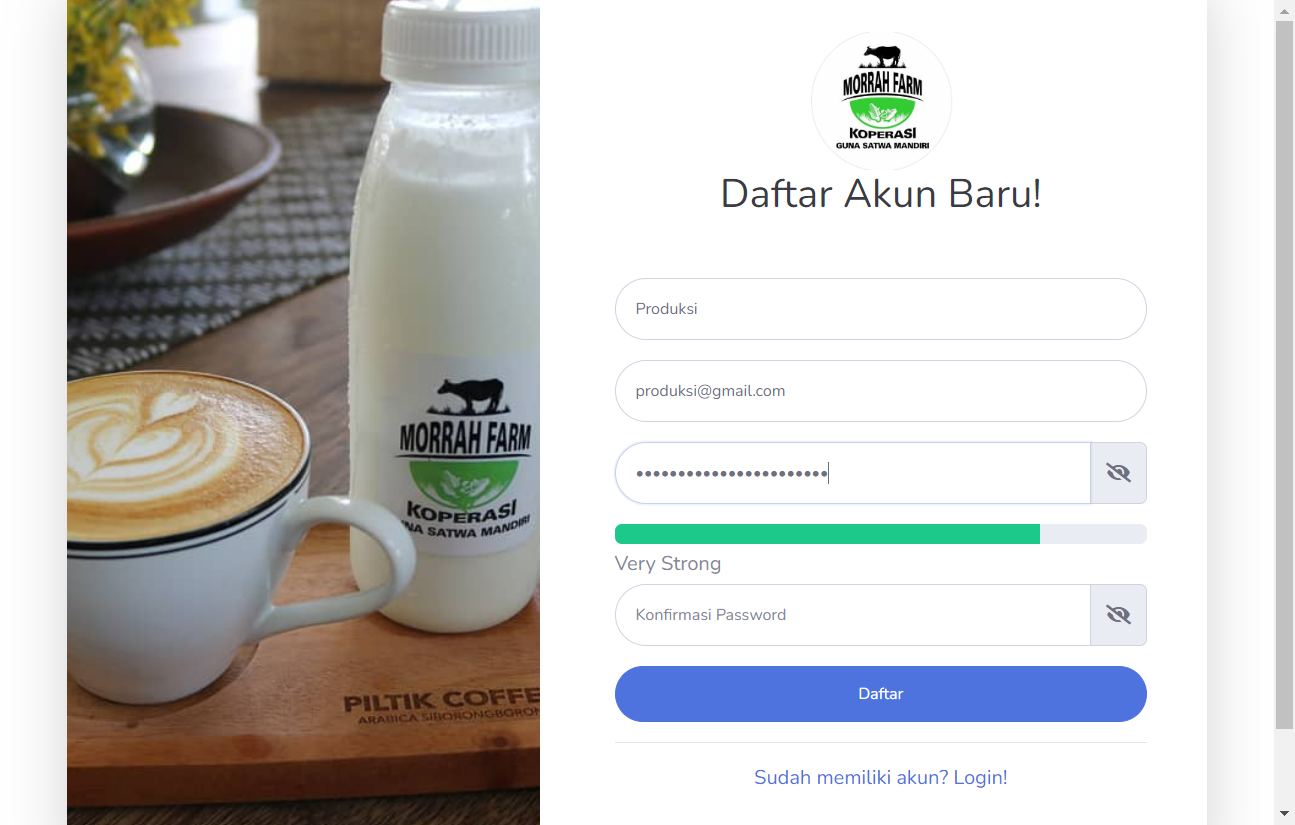 MORRAH FARM
KOPERASI
GUNA SATWA MANDIRI
Daftar Akun Baru!
Produksi
produksi@gmail.com
•••••••••••••••••••••••
Very Strong
Konfirmasi Password
Daftar
Sudah memiliki akun? Login!
MORRAH FARM
KOPERASI
SATWA MANDIRI
PILTIK COFFE
ARABICA SIBORONGBORON